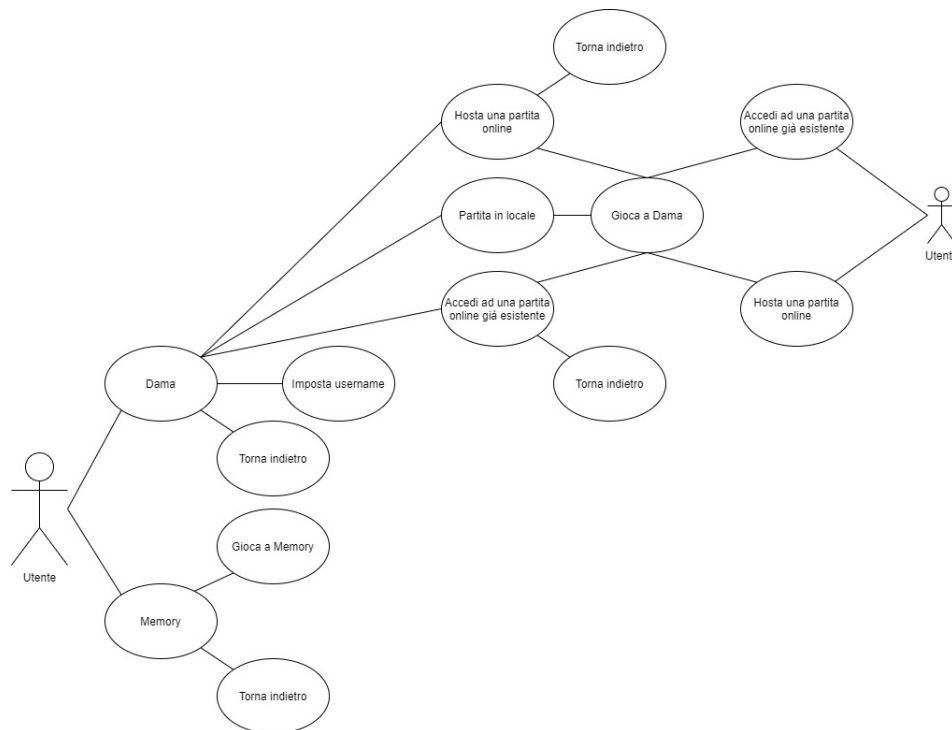 Torna indietro
Hosta una partita
online
Accedi ad una partita
online già esistente
Partita in locale
Gioca a Dama
Utente
Accedi ad una partita
online già esistente
Hosta una partita
online
Dama
Imposta username
Torna indietro
Torna indietro
Gioca a Memory
Utente
Memory
Torna indietro